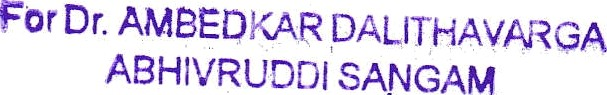 For Dr. AMBEDKAR DALITHAVARGA
ABHIVRUDDI SANGAM